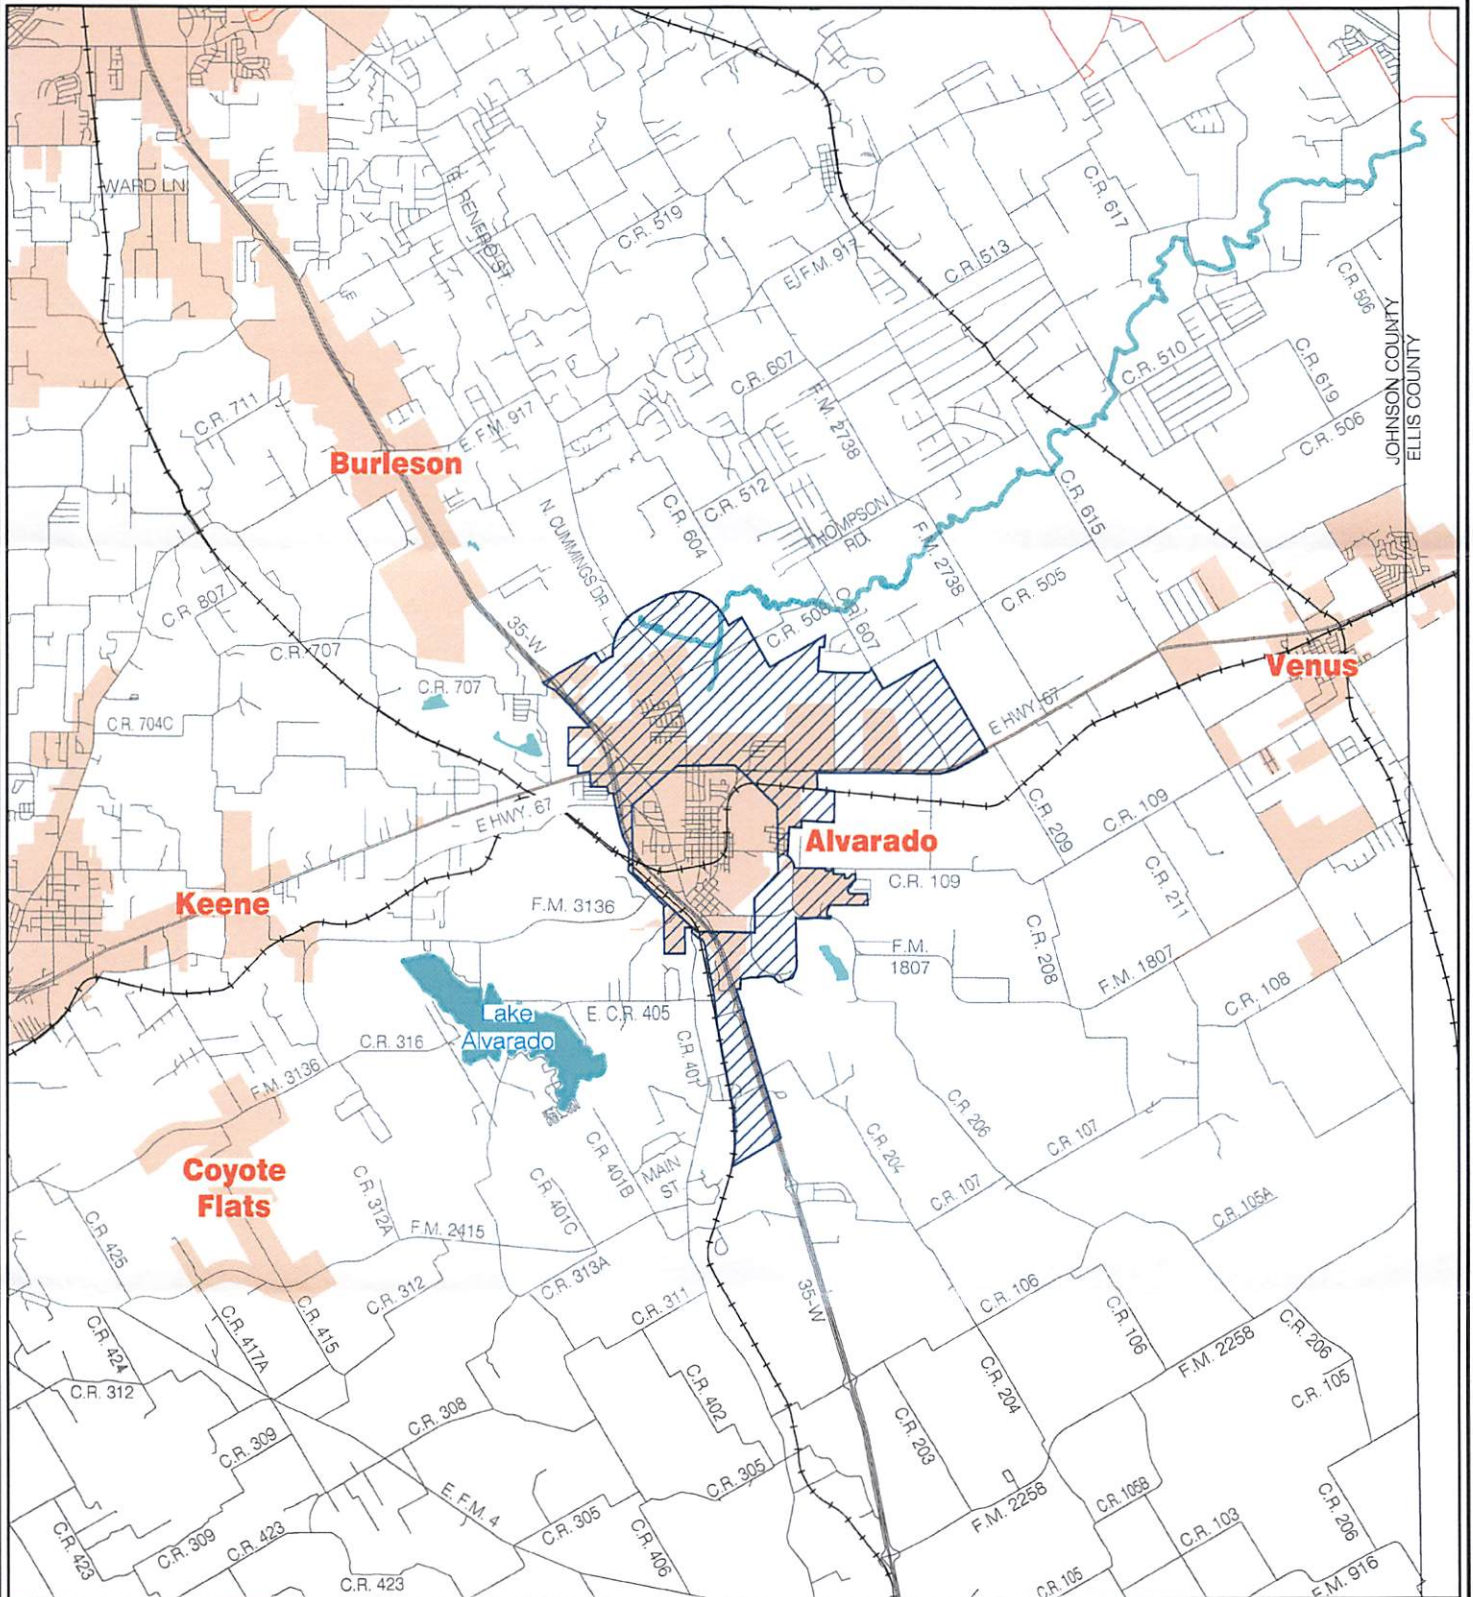 WARD LN
E. RENFRO ST
C.R. 519
E. F.M. 917
C.R. 513
C.R. 617
C.R. 506
JOHNSON COUNTY
ELLIS COUNTY
C.R. 510
C.R. 619
C.R. 506
C.R. 607
F.M. 2738
C.R. 711
E. F.M. 917
Burleson
C.R. 512
C.R. 604
N. CUMMINGS DR.
THOMPSON
RD.
F.M. 2738
C.R. 615
C.R. 505
C.R. 807
C.R. 707
35-W
C.R. 508
C.R. 607
Venus
C.R. 707
C.R. 704C
E HWY. 67
E HWY. 67
C.R. 209
C.R. 109
Alvarado
C.R. 109
C.R. 211
Keene
F.M. 3136
C.R. 208
F.M.
1807
F.M. 1807
C.R. 108
Lake
Alvarado
E. C.R. 405
C.R. 316
C.R. 401
F.M. 3136
C.R. 206
C.R. 107
C.R. 204
Coyote
Flats
C.R. 401B
MAIN
ST.
C.R. 401C
C.R. 312A
C.R. 107
C.R. 105A
C.R. 425
F.M. 2415
C.R. 313A
C.R. 312
C.R. 311
35-W
C.R. 106
C.R. 106
C.R. 206
C.R. 424
C.R. 417A
C.R. 415
F.M. 2258
C.R. 312
C.R. 402
C.R. 204
C.R. 105
C.R. 308
C.R. 309
C.R. 203
C.R. 305
E. F.M. 4
F.M. 2258
C.R. 105B
C.R. 206
C.R. 423
C.R. 309
C.R. 423
C.R. 305
C.R. 406
C.R. 103
C.R. 423
C.R. 105
F.M. 916